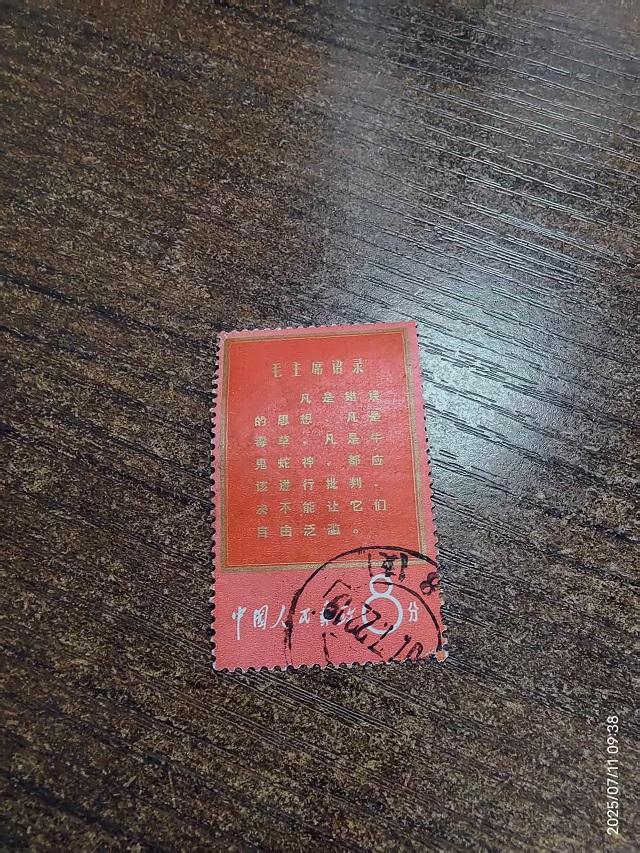 毛主席语录
凡是错误
的思想，凡是
毒草，凡是牛
鬼蛇神，都应
该进行批判，
决不能让它们
自由泛滥。
中国人民邮政
8分
2025/07/11 09:38